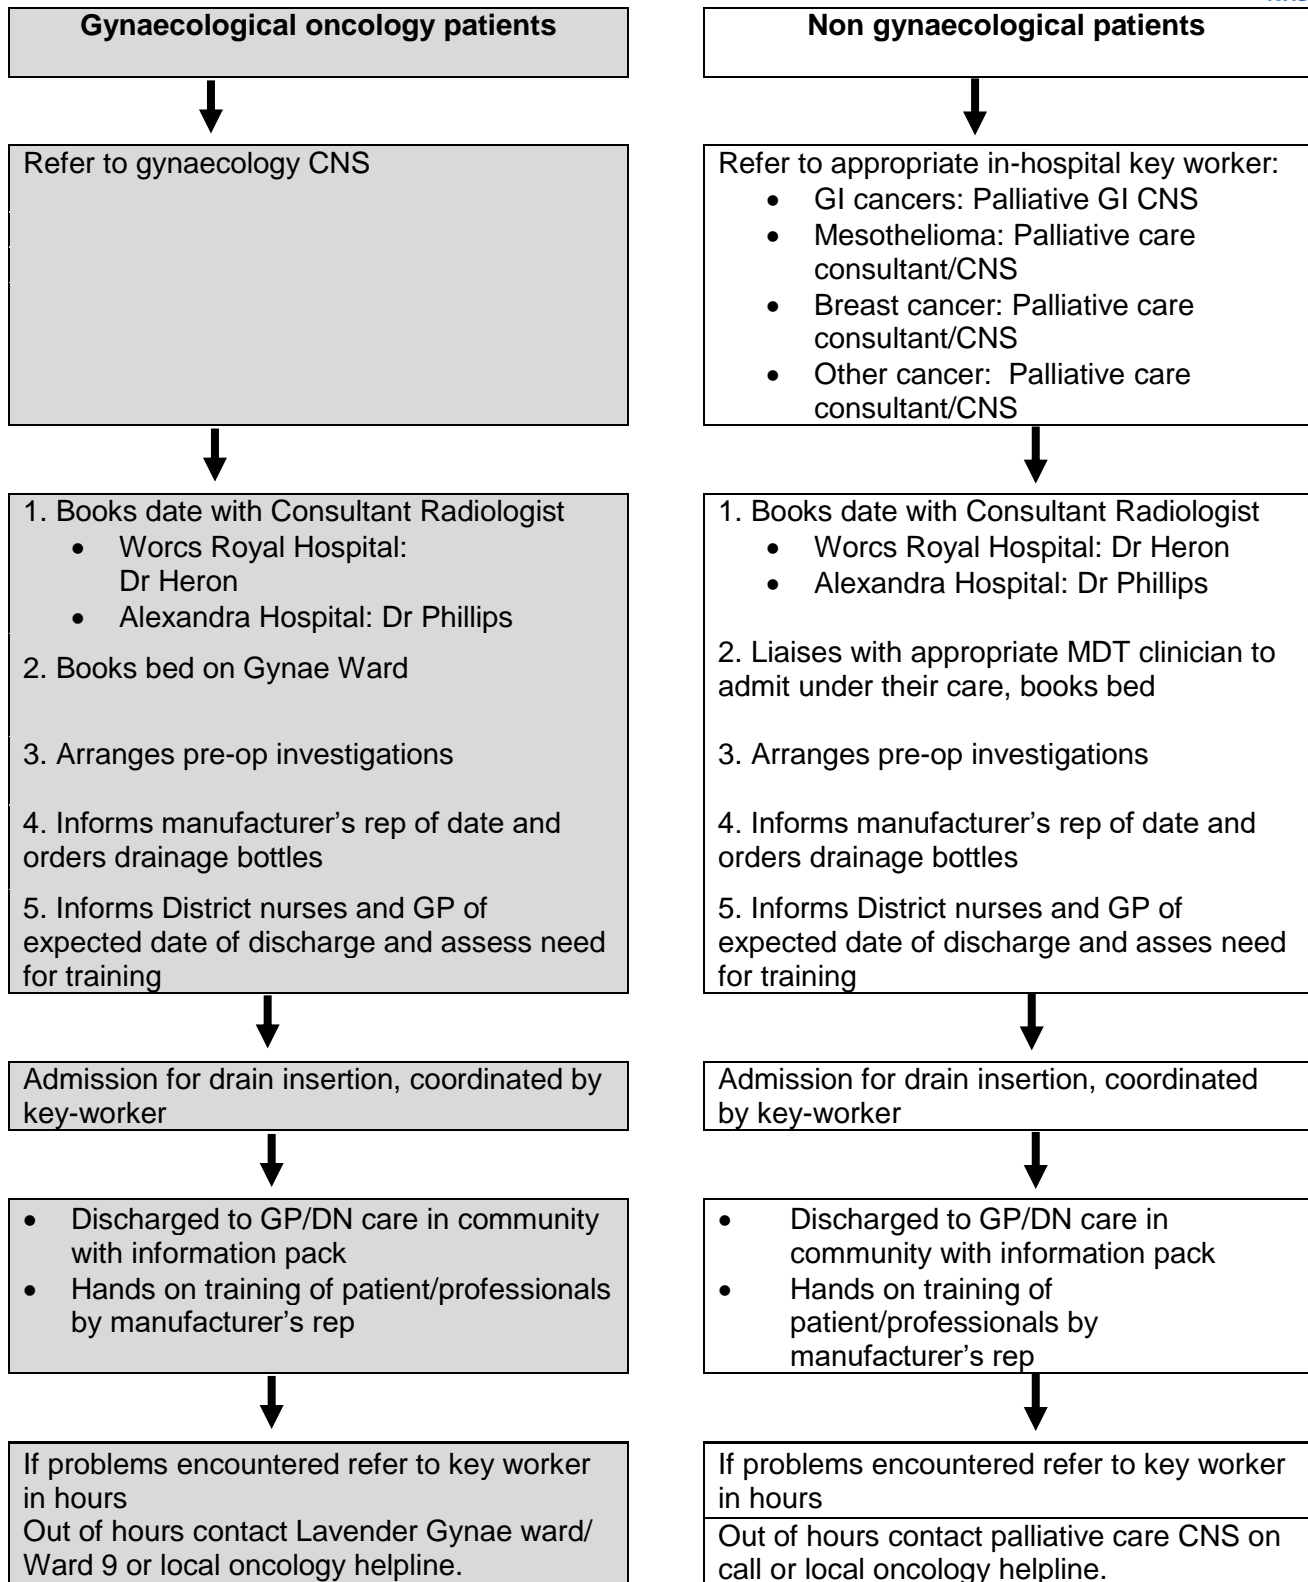 Gynaecological oncology patients
Refer to gynaecology CNS
1. Books date with Consultant Radiologist
• Worcs Royal Hospital:
Dr Heron
• Alexandra Hospital: Dr Phillips
2. Books bed on Gynae Ward
3. Arranges pre-op investigations
4. Informs manufacturer’s rep of date and
orders drainage bottles
5. Informs District nurses and GP of
expected date of discharge and assess need
for training
Admission for drain insertion, coordinated by
key-worker
• Discharged to GP/DN care in community
with information pack
• Hands on training of patient/professionals
by manufacturer’s rep
If problems encountered refer to key worker
in hours
Out of hours contact Lavender Gynae ward/
Ward 9 or local oncology helpline.
Non gynaecological patients
Refer to appropriate in-hospital key worker:
• GI cancers: Palliative GI CNS
• Mesothelioma: Palliative care
consultant/CNS
• Breast cancer: Palliative care
consultant/CNS
• Other cancer: Palliative care
consultant/CNS
1. Books date with Consultant Radiologist
• Worcs Royal Hospital: Dr Heron
• Alexandra Hospital: Dr Phillips
2. Liaises with appropriate MDT clinician to
admit under their care, books bed
3. Arranges pre-op investigations
4. Informs manufacturer’s rep of date and
orders drainage bottles
5. Informs District nurses and GP of
expected date of discharge and asses need
for training
Admission for drain insertion, coordinated
by key-worker
• Discharged to GP/DN care in
community with information pack
• Hands on training of
patient/professionals by
manufacturer’s rep
If problems encountered refer to key worker
in hours
Out of hours contact palliative care CNS on
call or local oncology helpline.